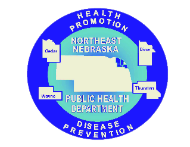 HEALTH
PROMOTION
NORTHEAST
NEBRASKA
Cedar
Dixon
Wayne
Thurston
PUBLIC HEALTH
DEPARTMENT
DISEASE
PREVENTION